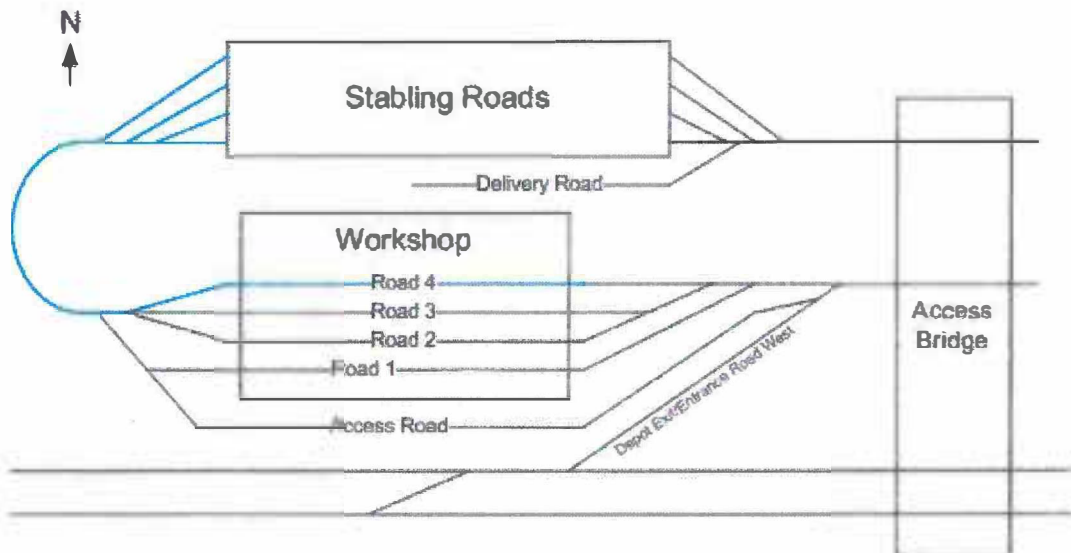 N
Stabling Roads
Delivery Road
Workshop
Road 4
Road 3
Road 2
Road 1
Access Road
Depot Exit/Entrance Road West
Access
Bridge